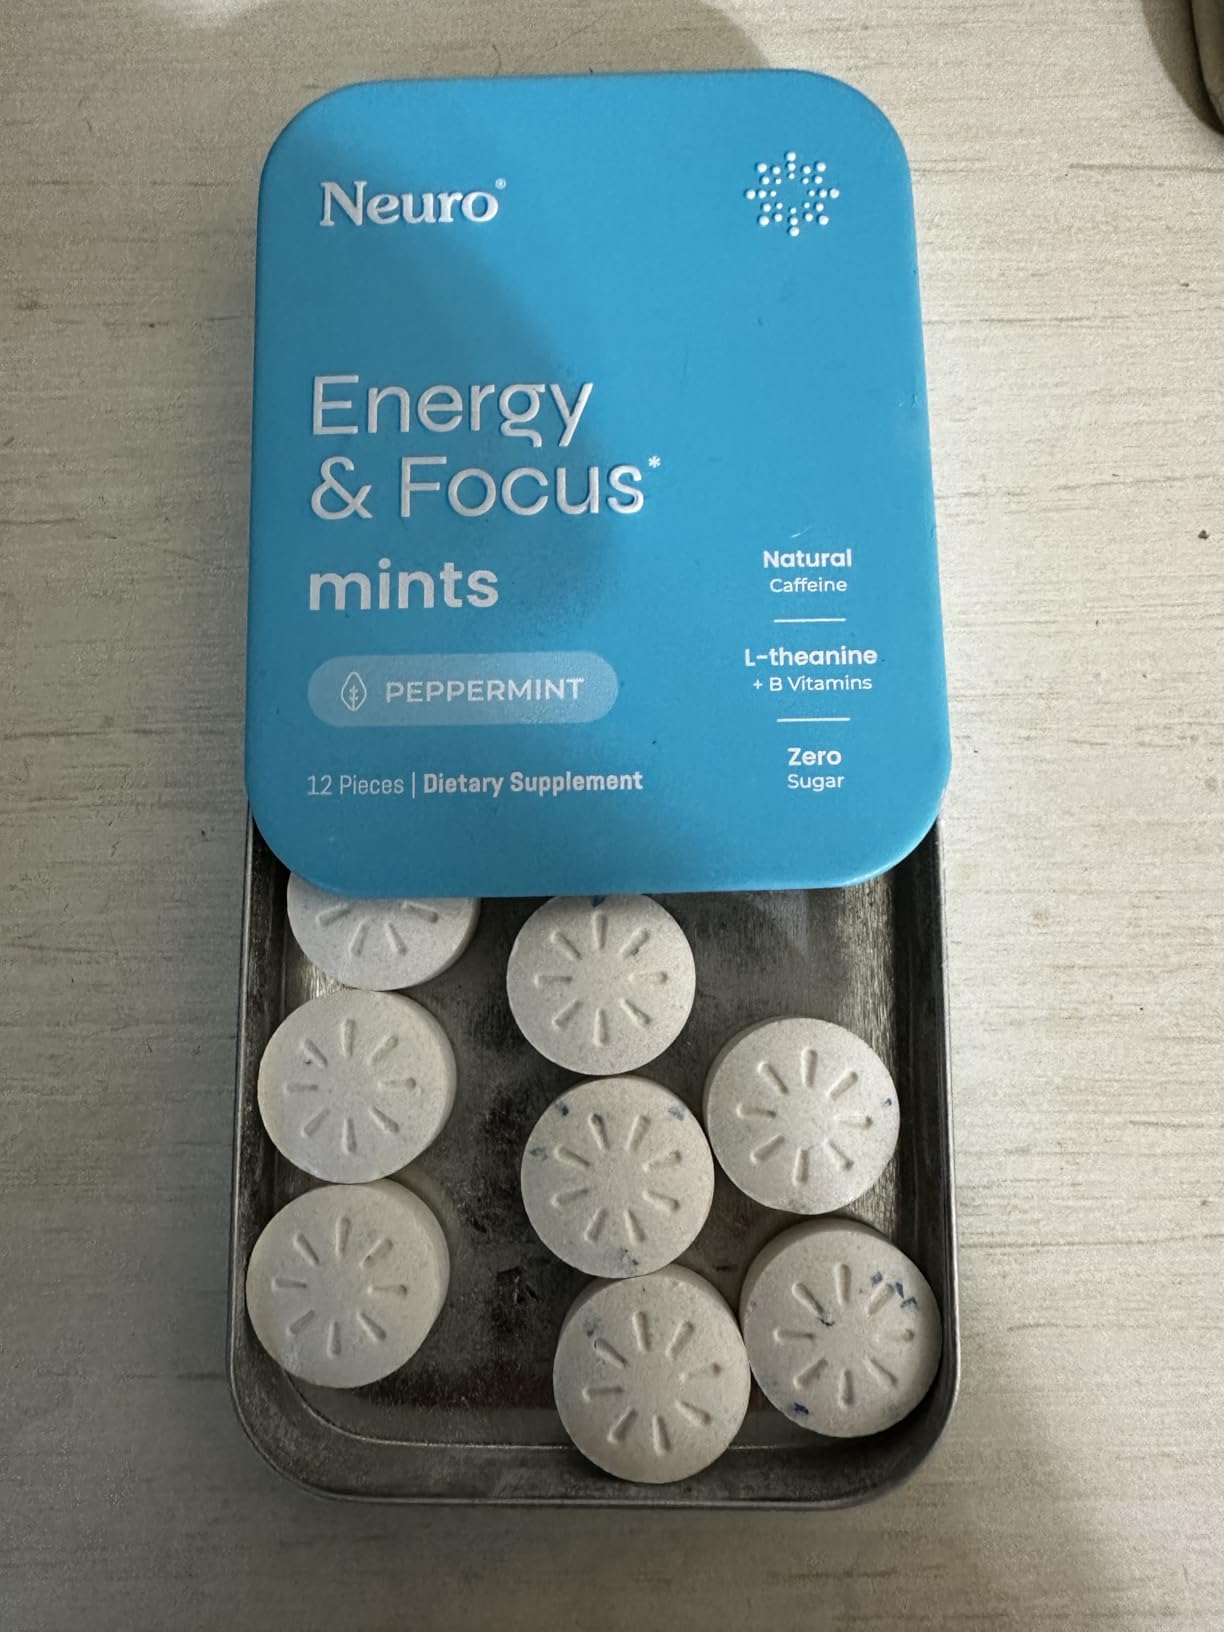 Neuro®
Energy
& Focus*
mints
PEPPERMINT
12 Pieces | Dietary Supplement
Natural
Caffeine
L-theanine
+ B Vitamins
Zero
Sugar